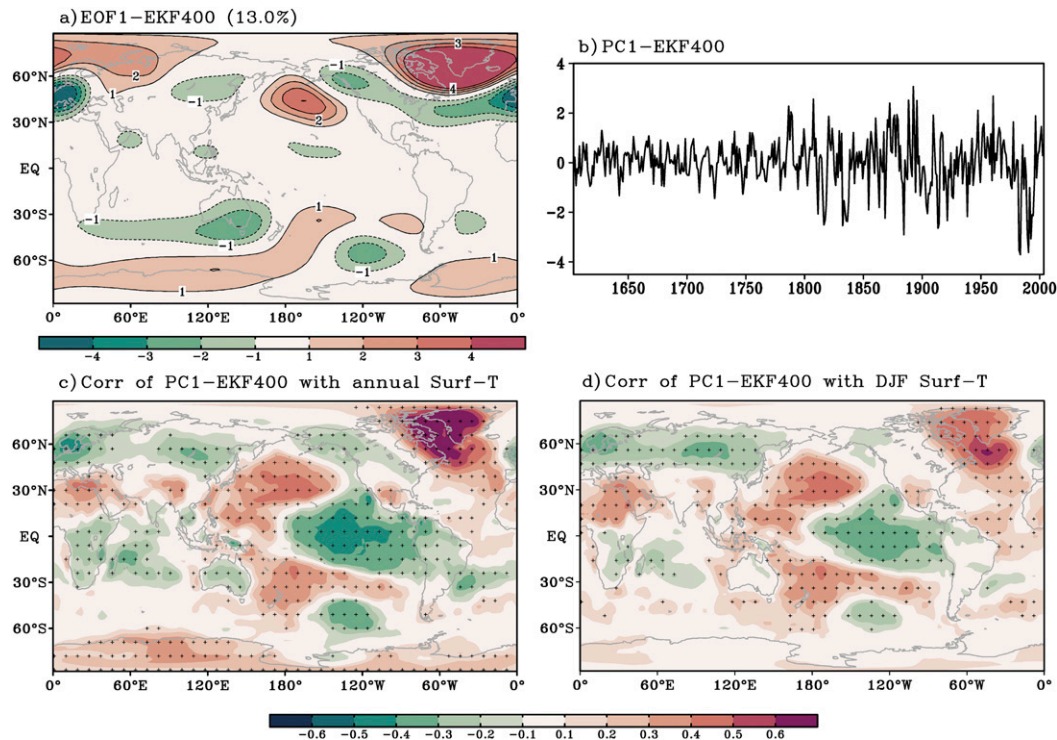 a) EOF1-EKF400 (13.0%)
b) PC1-EKF400
60°N
30°N
EQ
30°S
60°S
0° 60°E 120°E 180° 120°W 60°W 0°
3
2
1
-1
-1
4
2
-1
1
-1
-1
-1
1
1
4
2
0
-2
-4
1650 1700 1750 1800 1850 1900 1950 2000
-4 -3 -2 -1 1 2 3 4
c) Corr of PC1-EKF400 with annual Surf-T
d) Corr of PC1-EKF400 with DJF Surf-T
60°N
30°N
EQ
30°S
60°S
0° 60°E 120°E 180° 120°W 60°W 0°
60°N
30°N
EQ
30°S
60°S
0° 60°E 120°E 180° 120°W 60°W 0°
-0.6 -0.5 -0.4 -0.3 -0.2 -0.1 0.1 0.2 0.3 0.4 0.5 0.6